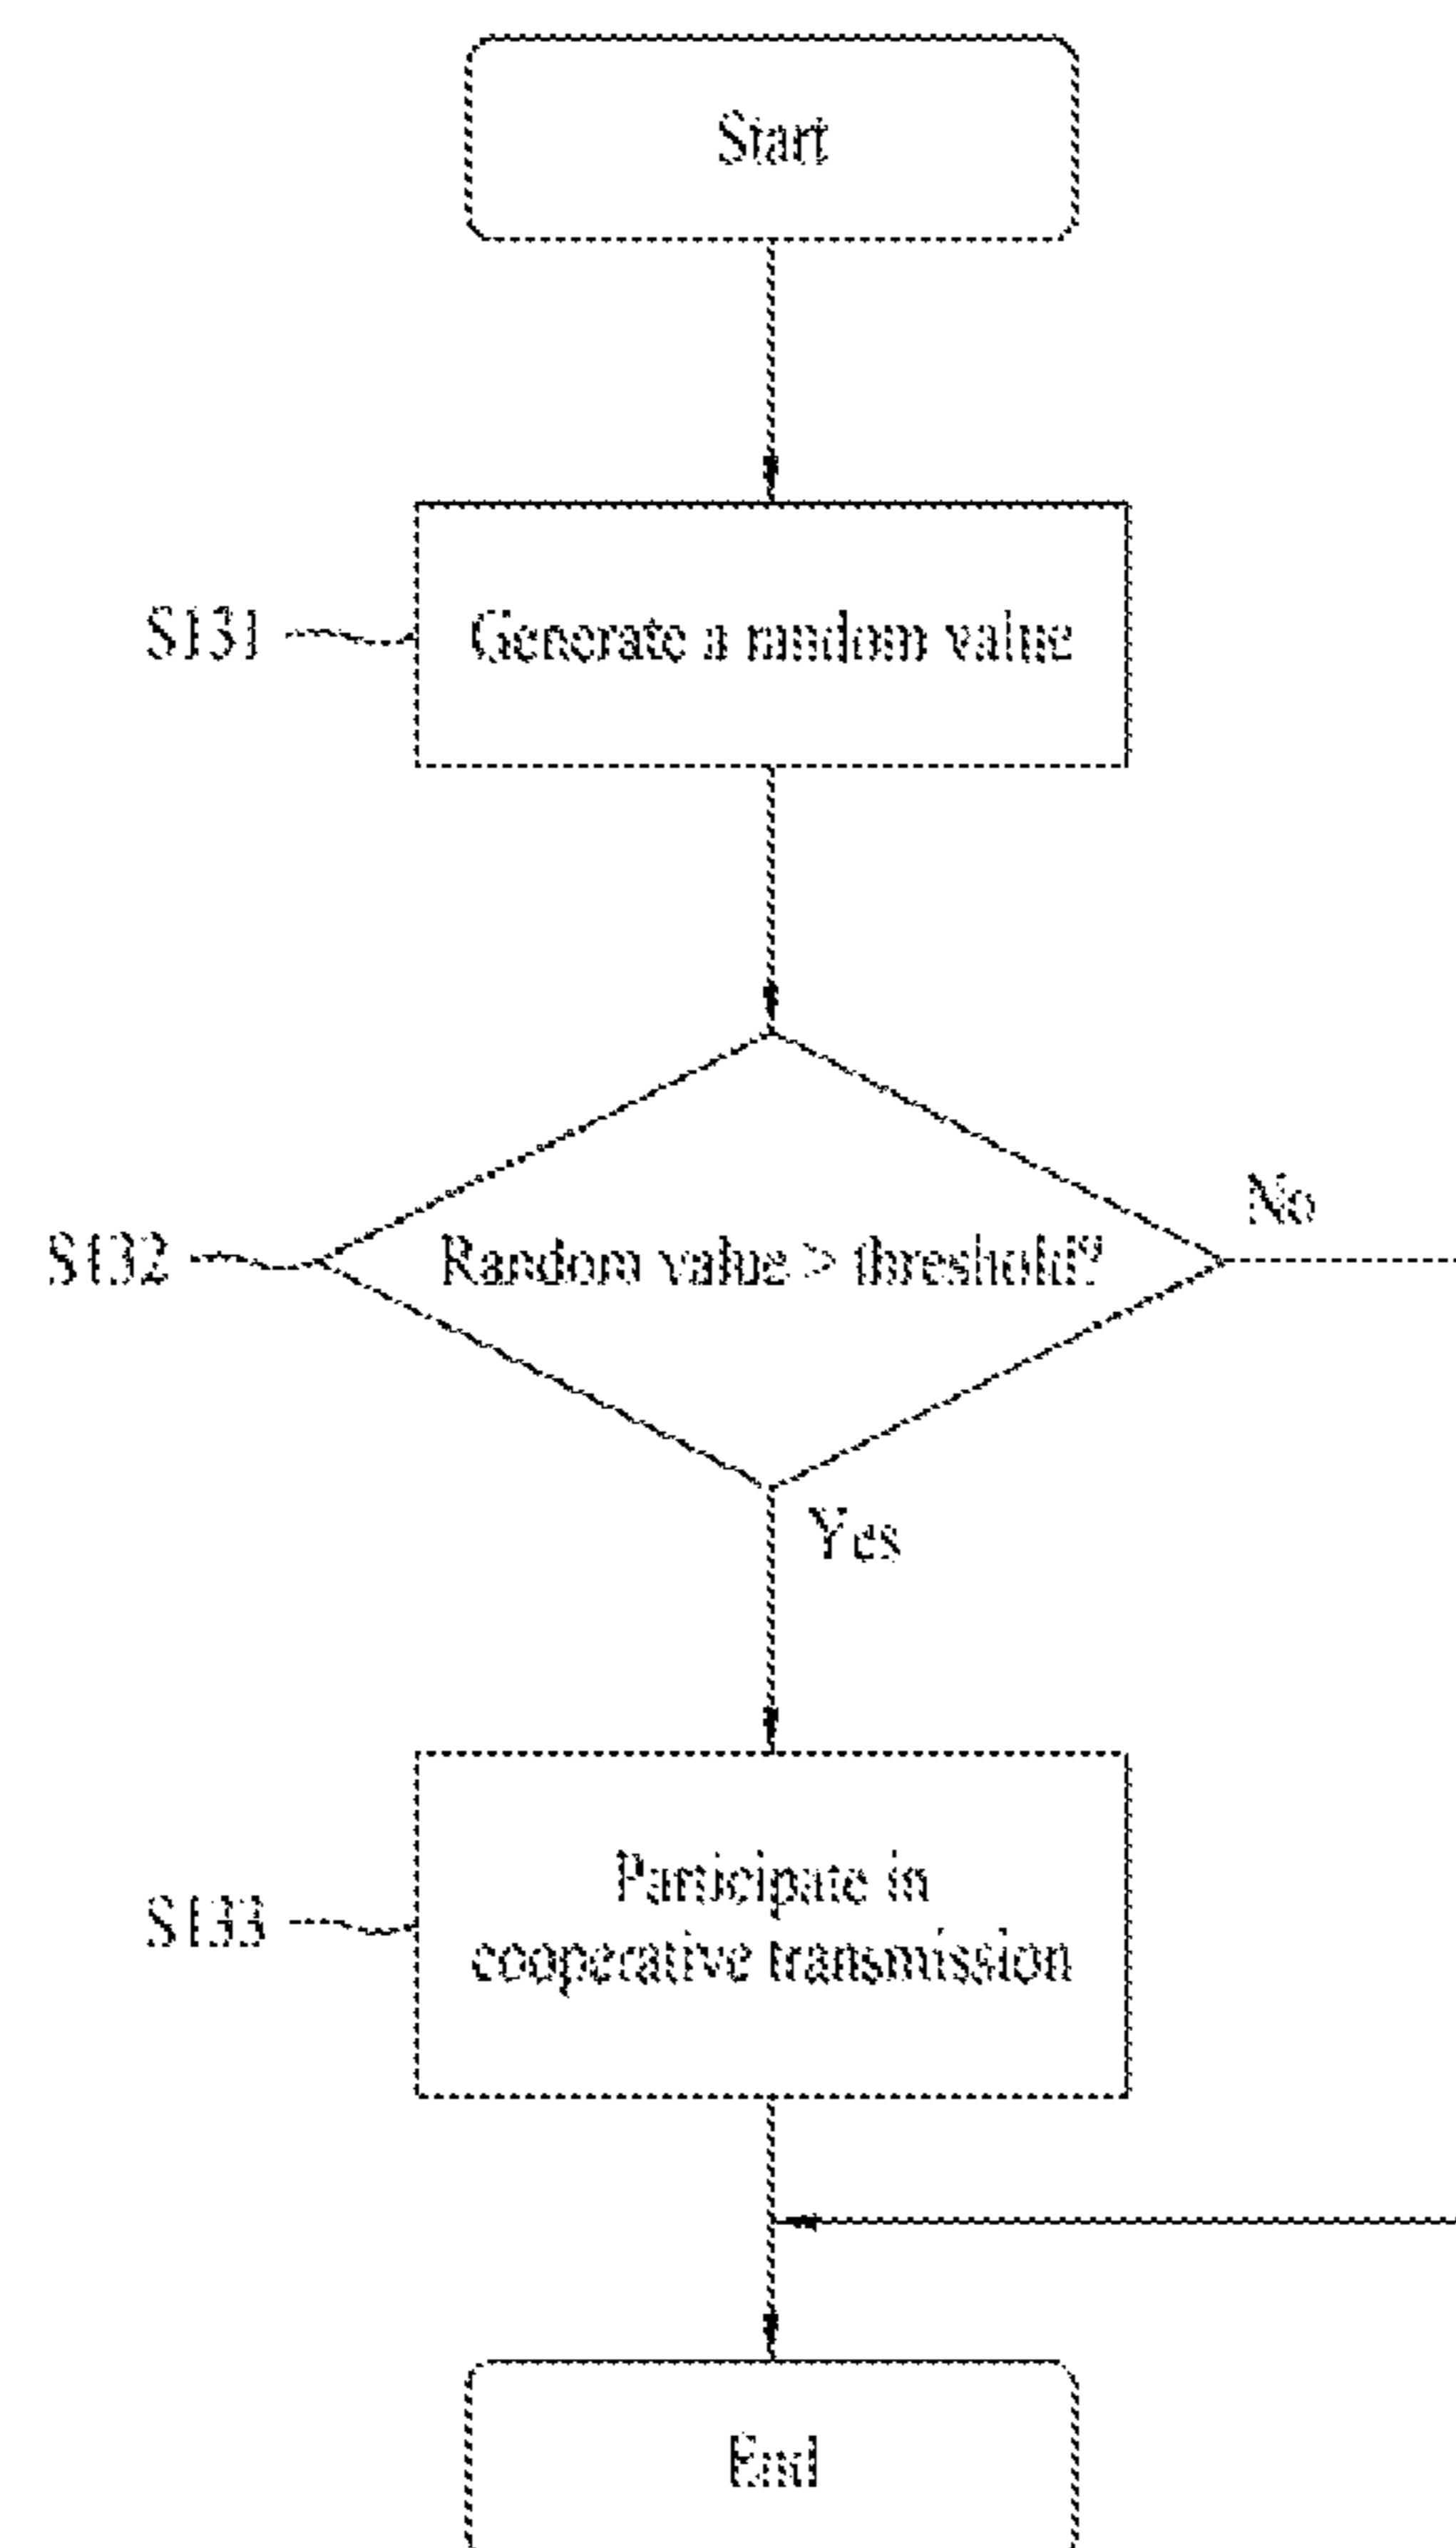 Start
S131
Generate a random value
S132
Random value > threshold?
No
Yes
S133
Participate in
cooperative transmission
End